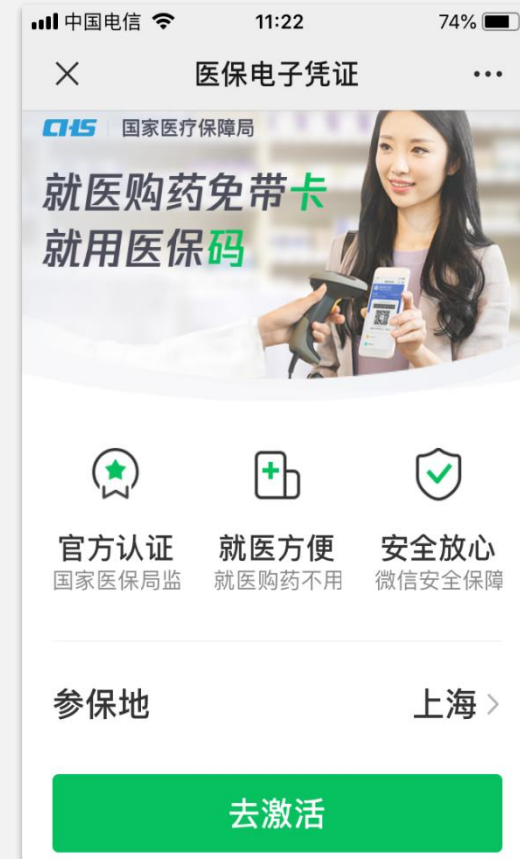 中国电信 11:22 74%
医保电子凭证
CHS 国家医疗保障局
就医购药免带卡
就用医保码
官方认证 就医方便 安全放心
国家医保局监 就医购药不用 微信安全保障
参保地 上海
去激活